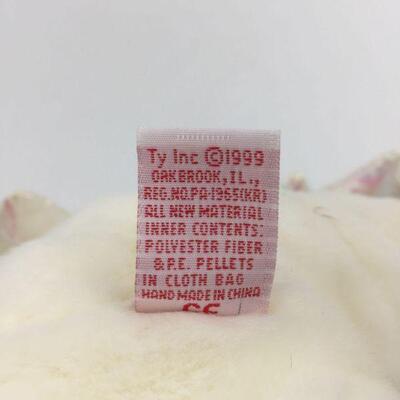 Ty Inc ©1999
OAKBROOK, IL.,
REG.NO.PA-1965(KR)
ALL NEW MATERIAL
INNER CONTENTS:
POLYESTER FIBER
& P.E. PELLETS
IN CLOTH BAG
HAND MADE IN CHINA
CE